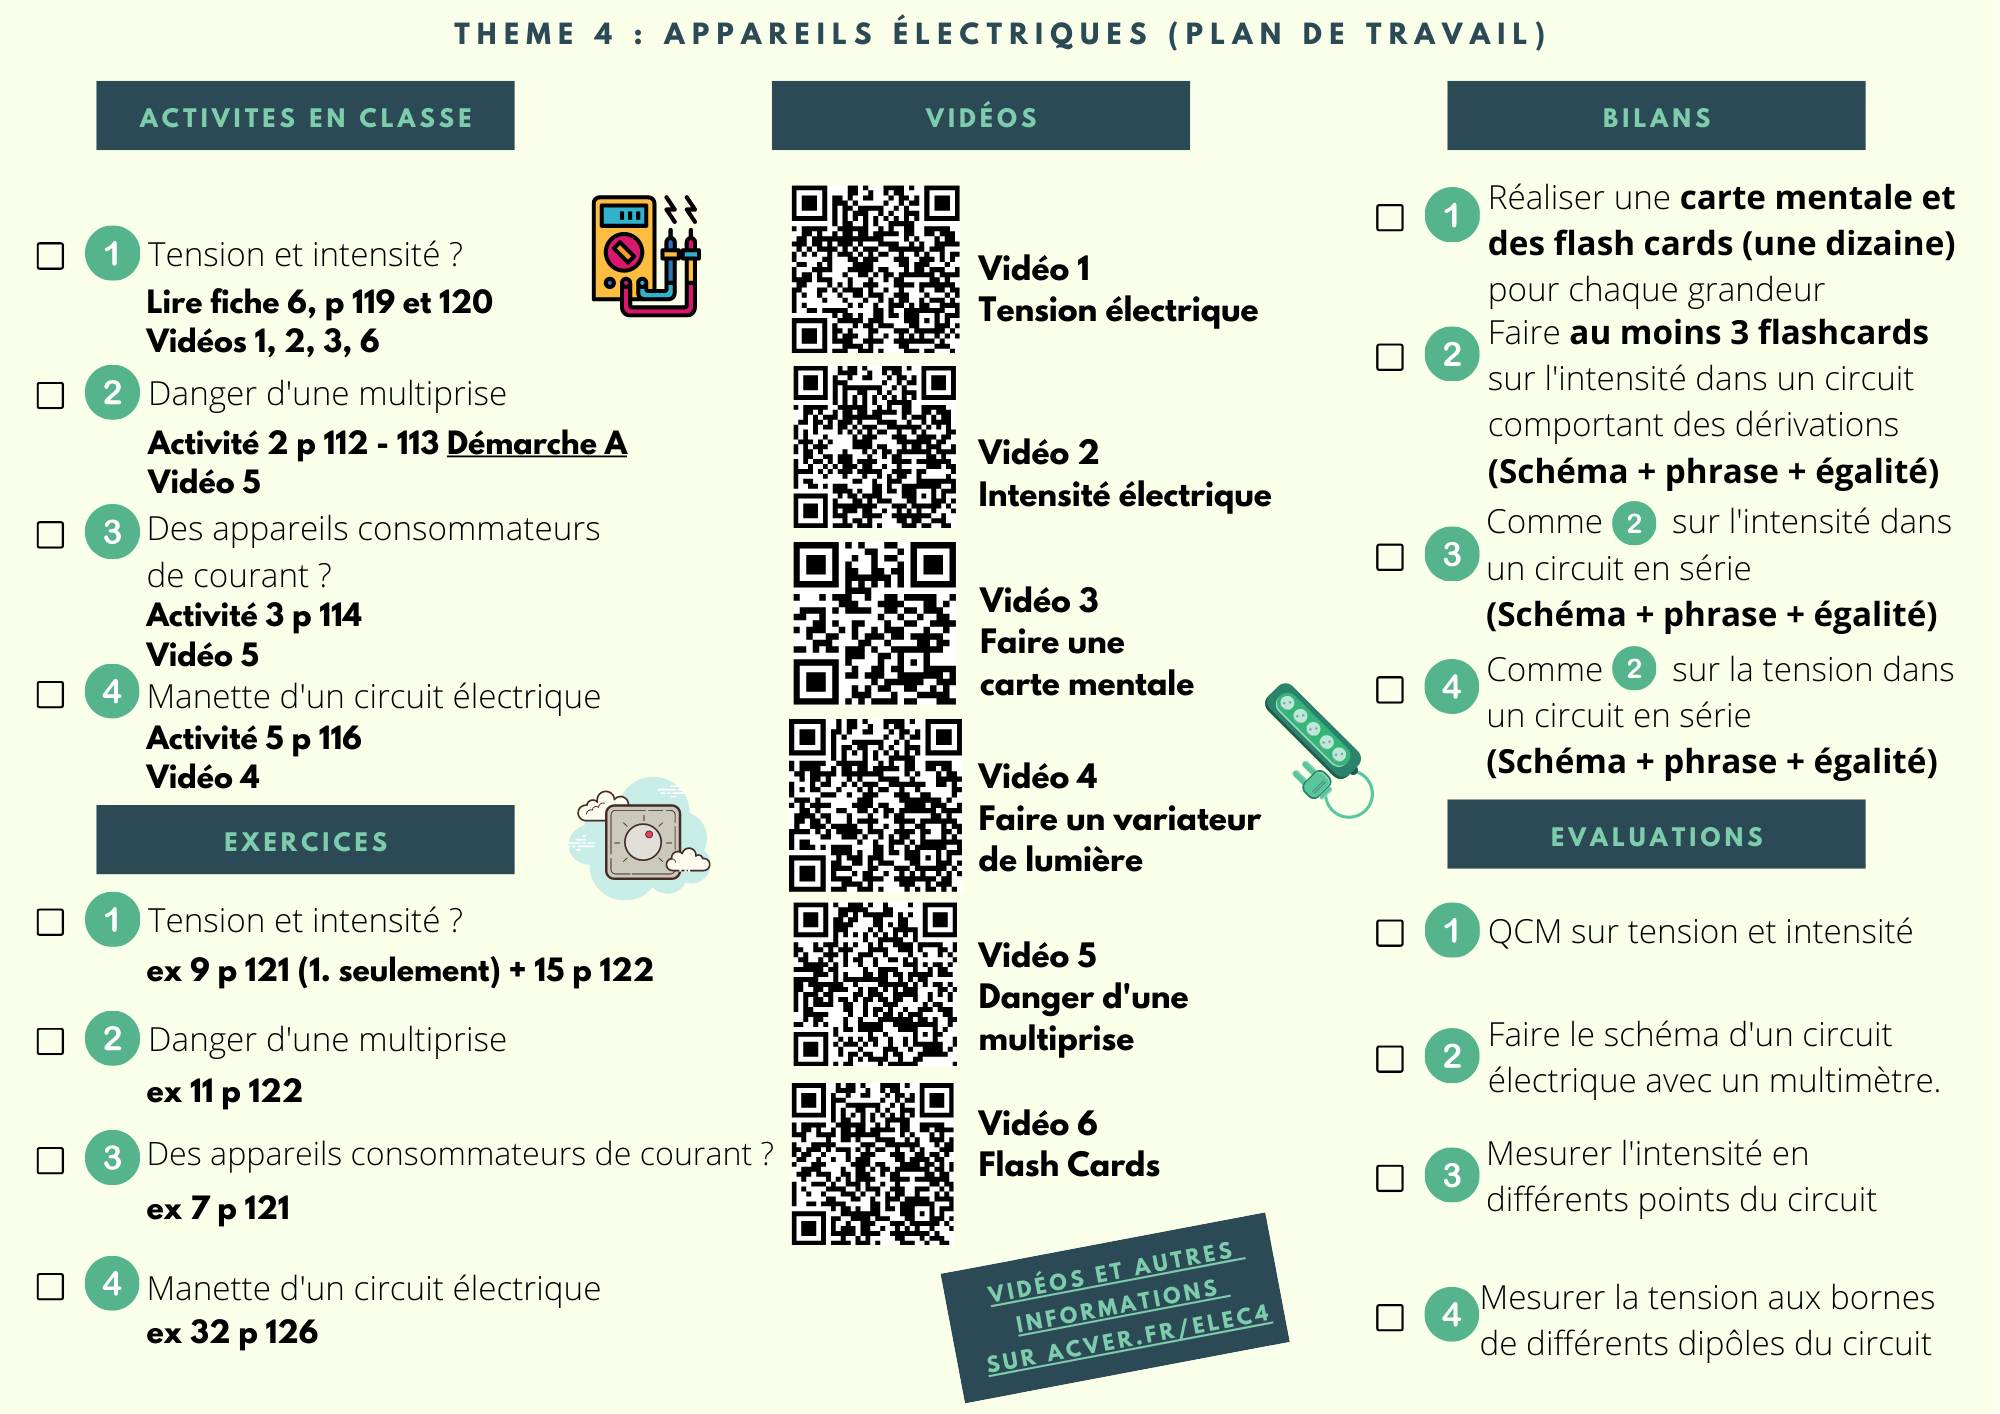 THEME 4 : APPAREILS ÉLECTRIQUES (PLAN DE TRAVAIL)
ACTIVITES EN CLASSE
1 Tension et intensité ?
Lire fiche 6, p 119 et 120
Vidéos 1, 2, 3, 6
2 Danger d'une multiprise
Activité 2 p 112 - 113 Démarche A
Vidéo 5
3 Des appareils consommateurs
de courant ?
Activité 3 p 114
Vidéo 5
4 Manette d'un circuit électrique
Activité 5 p 116
Vidéo 4
EXERCICES
1 Tension et intensité ?
ex 9 p 121 (1. seulement) + 15 p 122
2 Danger d'une multiprise
ex 11 p 122
3 Des appareils consommateurs de courant ?
ex 7 p 121
4 Manette d'un circuit électrique
ex 32 p 126
VIDÉOS
Vidéo 1
Tension électrique
Vidéo 2
Intensité électrique
Vidéo 3
Faire une
carte mentale
Vidéo 4
Faire un variateur
de lumière
Vidéo 5
Danger d'une
multiprise
Vidéo 6
Flash Cards
VIDÉOS ET AUTRES
INFORMATIONS
SUR ACVER.FR/ELEC4
BILANS
1 Réaliser une carte mentale et
des flash cards (une dizaine)
pour chaque grandeur
2 Faire au moins 3 flashcards
sur l'intensité dans un circuit
comportant des dérivations
(Schéma + phrase + égalité)
3 Comme 2 sur l'intensité dans
un circuit en série
(Schéma + phrase + égalité)
4 Comme 2 sur la tension dans
un circuit en série
(Schéma + phrase + égalité)
EVALUATIONS
1 QCM sur tension et intensité
2 Faire le schéma d'un circuit
électrique avec un multimètre.
3 Mesurer l'intensité en
différents points du circuit
4 Mesurer la tension aux bornes
de différents dipôles du circuit